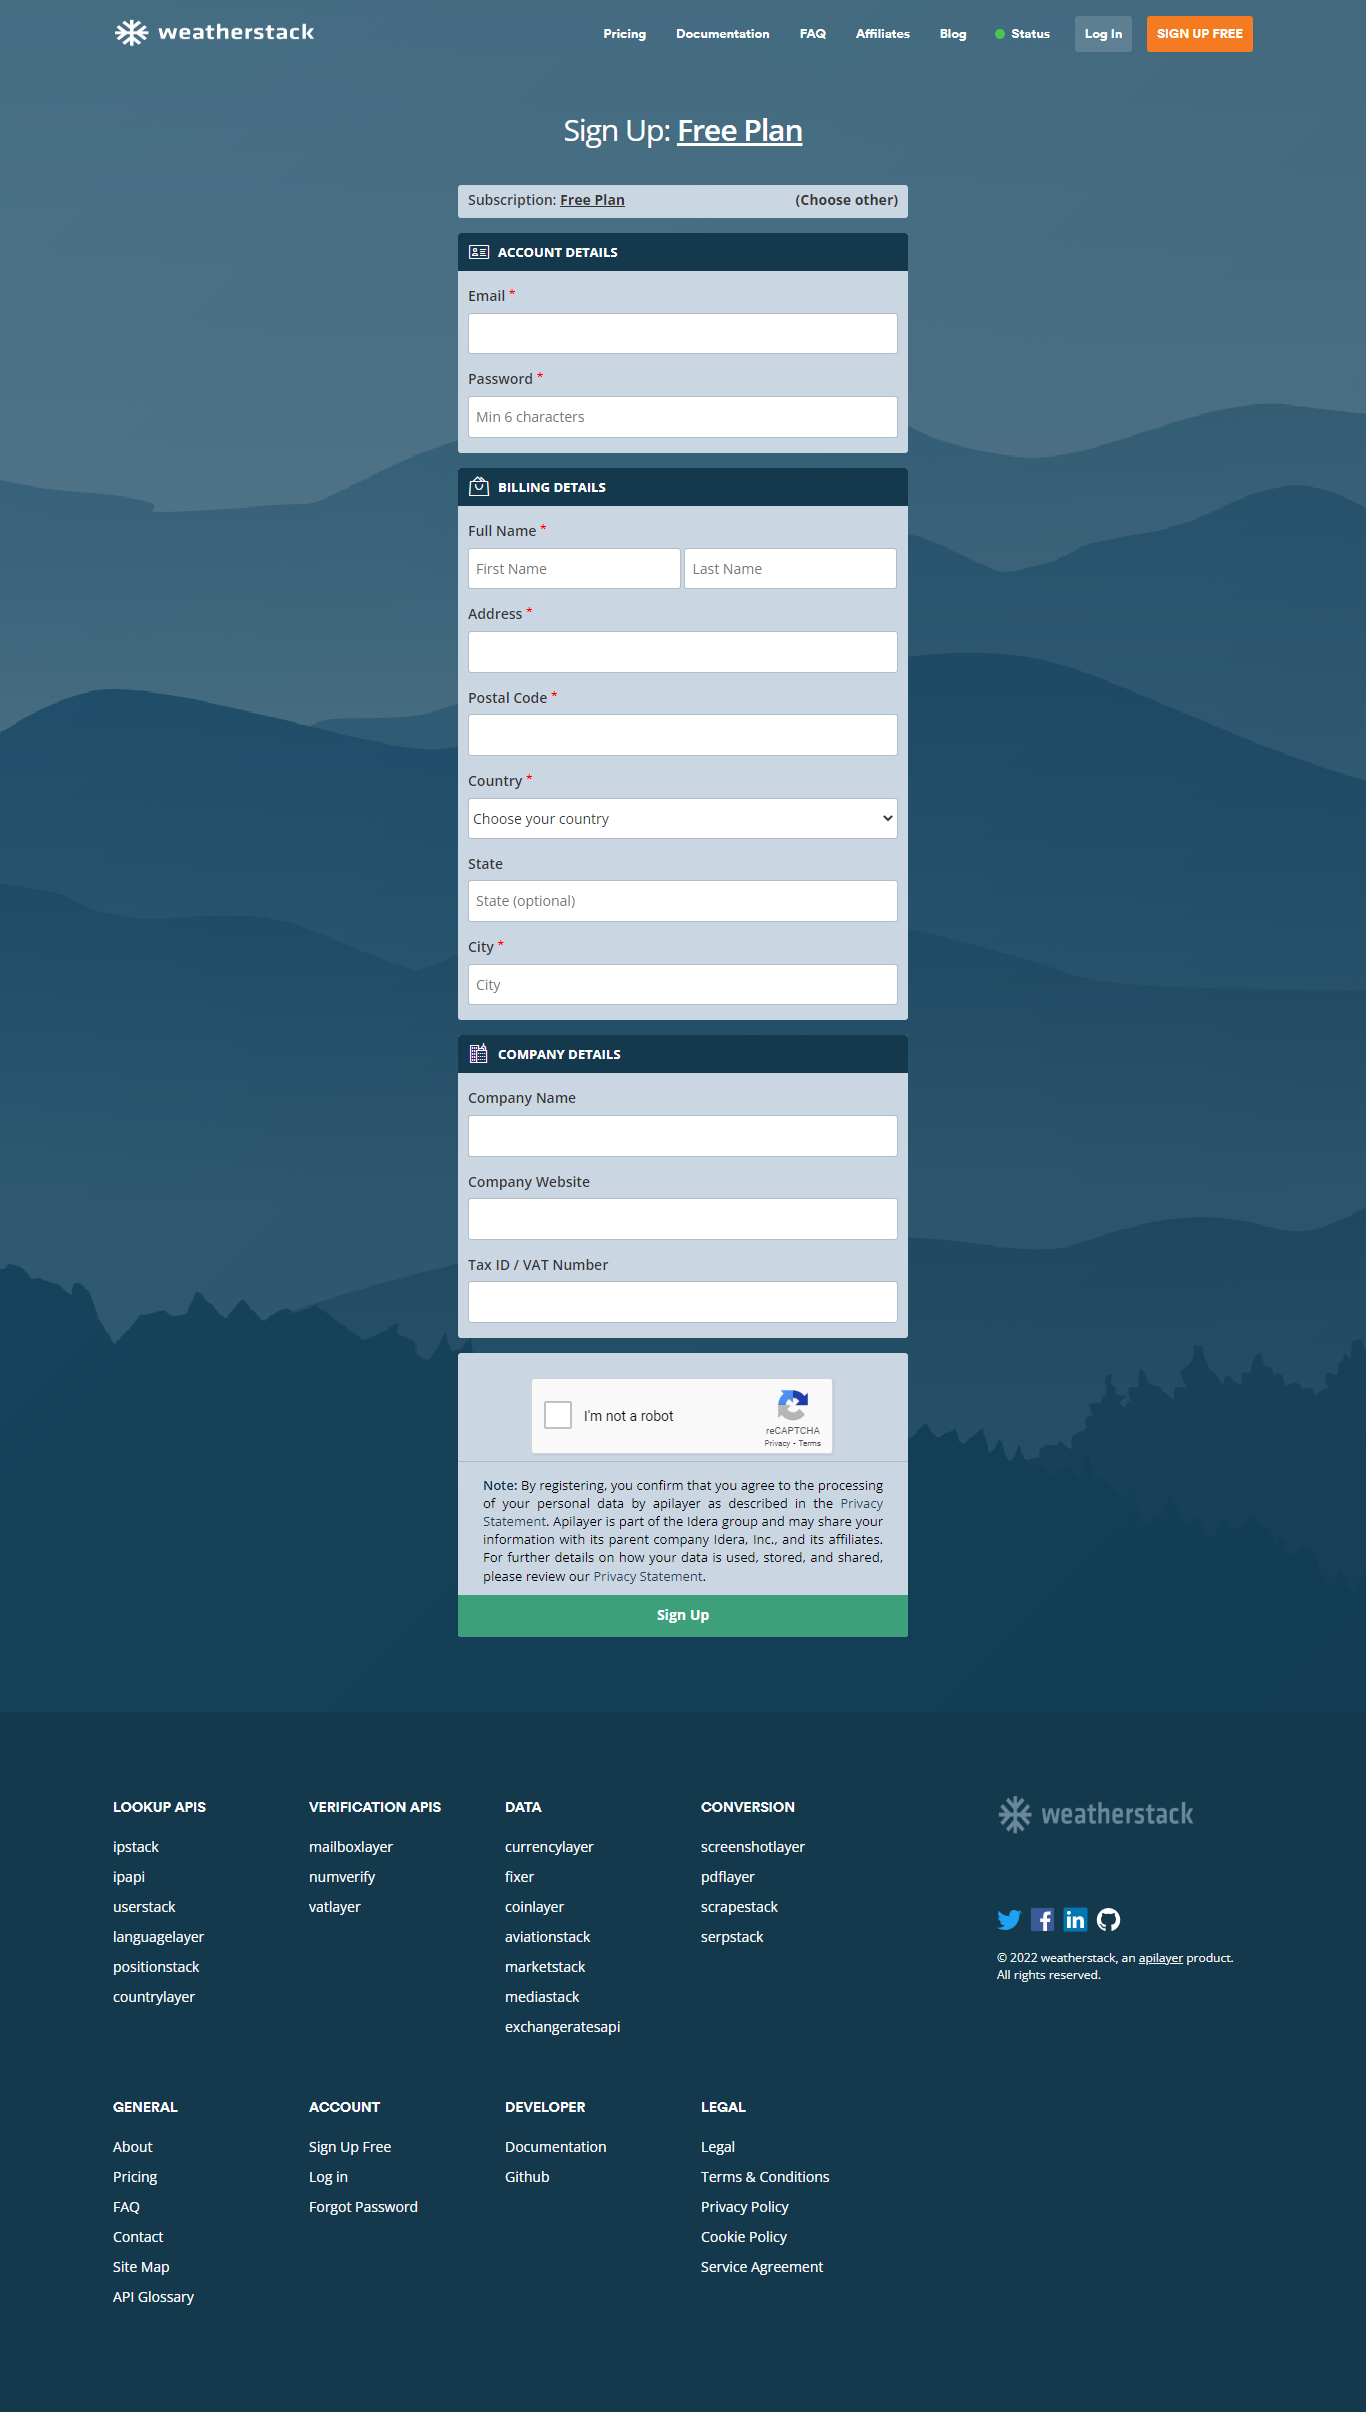 weatherstack
Pricing Documentation FAQ Affiliates Blog Status Log In SIGN UP FREE
Sign Up: Free Plan
Subscription: Free Plan (Choose other)
ACCOUNT DETAILS
Email *
Password *
Min 6 characters
BILLING DETAILS
Full Name *
First Name Last Name
Address *
Postal Code *
Country *
Choose your country
State
State (optional)
City *
City
COMPANY DETAILS
Company Name
Company Website
Tax ID / VAT Number
I'm not a robot
reCAPTCHA
Privacy - Terms
Note: By registering, you confirm that you agree to the processing
of your personal data by apilayer as described in the Privacy
Statement. Apilayer is part of the Idera group and may share your
information with its parent company Idera, Inc., and its affiliates.
For further details on how your data is used, stored, and shared,
please review our Privacy Statement.
Sign Up
LOOKUP APIS
ipstack
ipapi
userstack
languagelayer
positionstack
countrylayer
VERIFICATION APIS
mailboxlayer
numverify
vatlayer
DATA
currencylayer
fixer
coinlayer
aviationstack
marketstack
mediastack
exchangeratesapi
CONVERSION
screenshotlayer
pdflayer
scrapestack
serpstack
weatherstack
© 2022 weatherstack, an apilayer product.
All rights reserved.
GENERAL
About
Pricing
FAQ
Contact
Site Map
API Glossary
ACCOUNT
Sign Up Free
Log in
Forgot Password
DEVELOPER
Documentation
Github
LEGAL
Legal
Terms & Conditions
Privacy Policy
Cookie Policy
Service Agreement